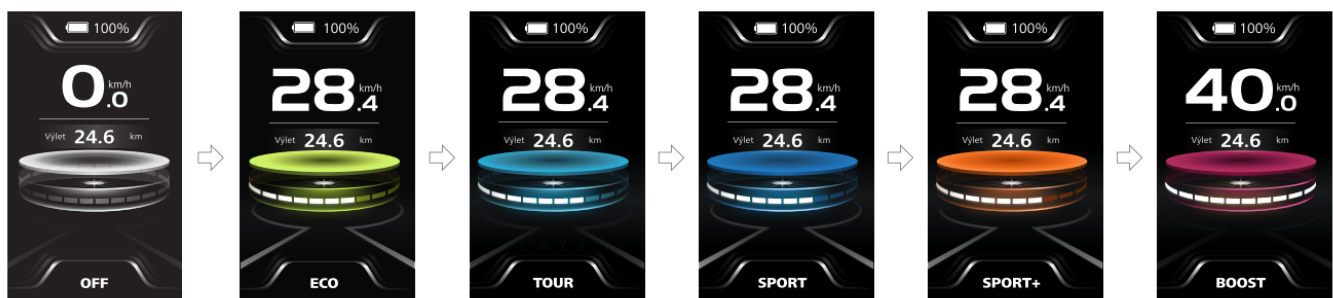 100%
0.0 km/h
Výlet 24.6 km
OFF
100%
28.4 km/h
Výlet 24.6 km
ECO
100%
28.4 km/h
Výlet 24.6 km
TOUR
100%
28.4 km/h
Výlet 24.6 km
SPORT
100%
28.4 km/h
Výlet 24.6 km
SPORT+
100%
40.0 km/h
Výlet 24.6 km
BOOST